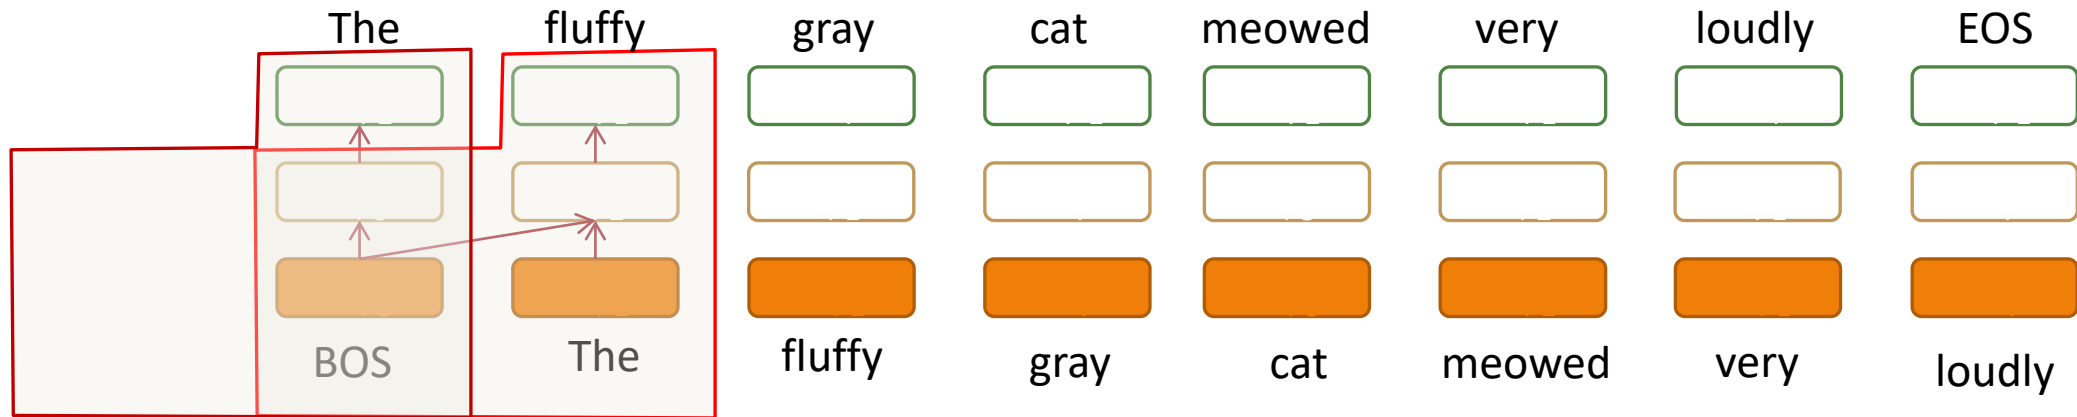 The fluffy gray cat meowed very loudly EOS
BOS The fluffy gray cat meowed very loudly